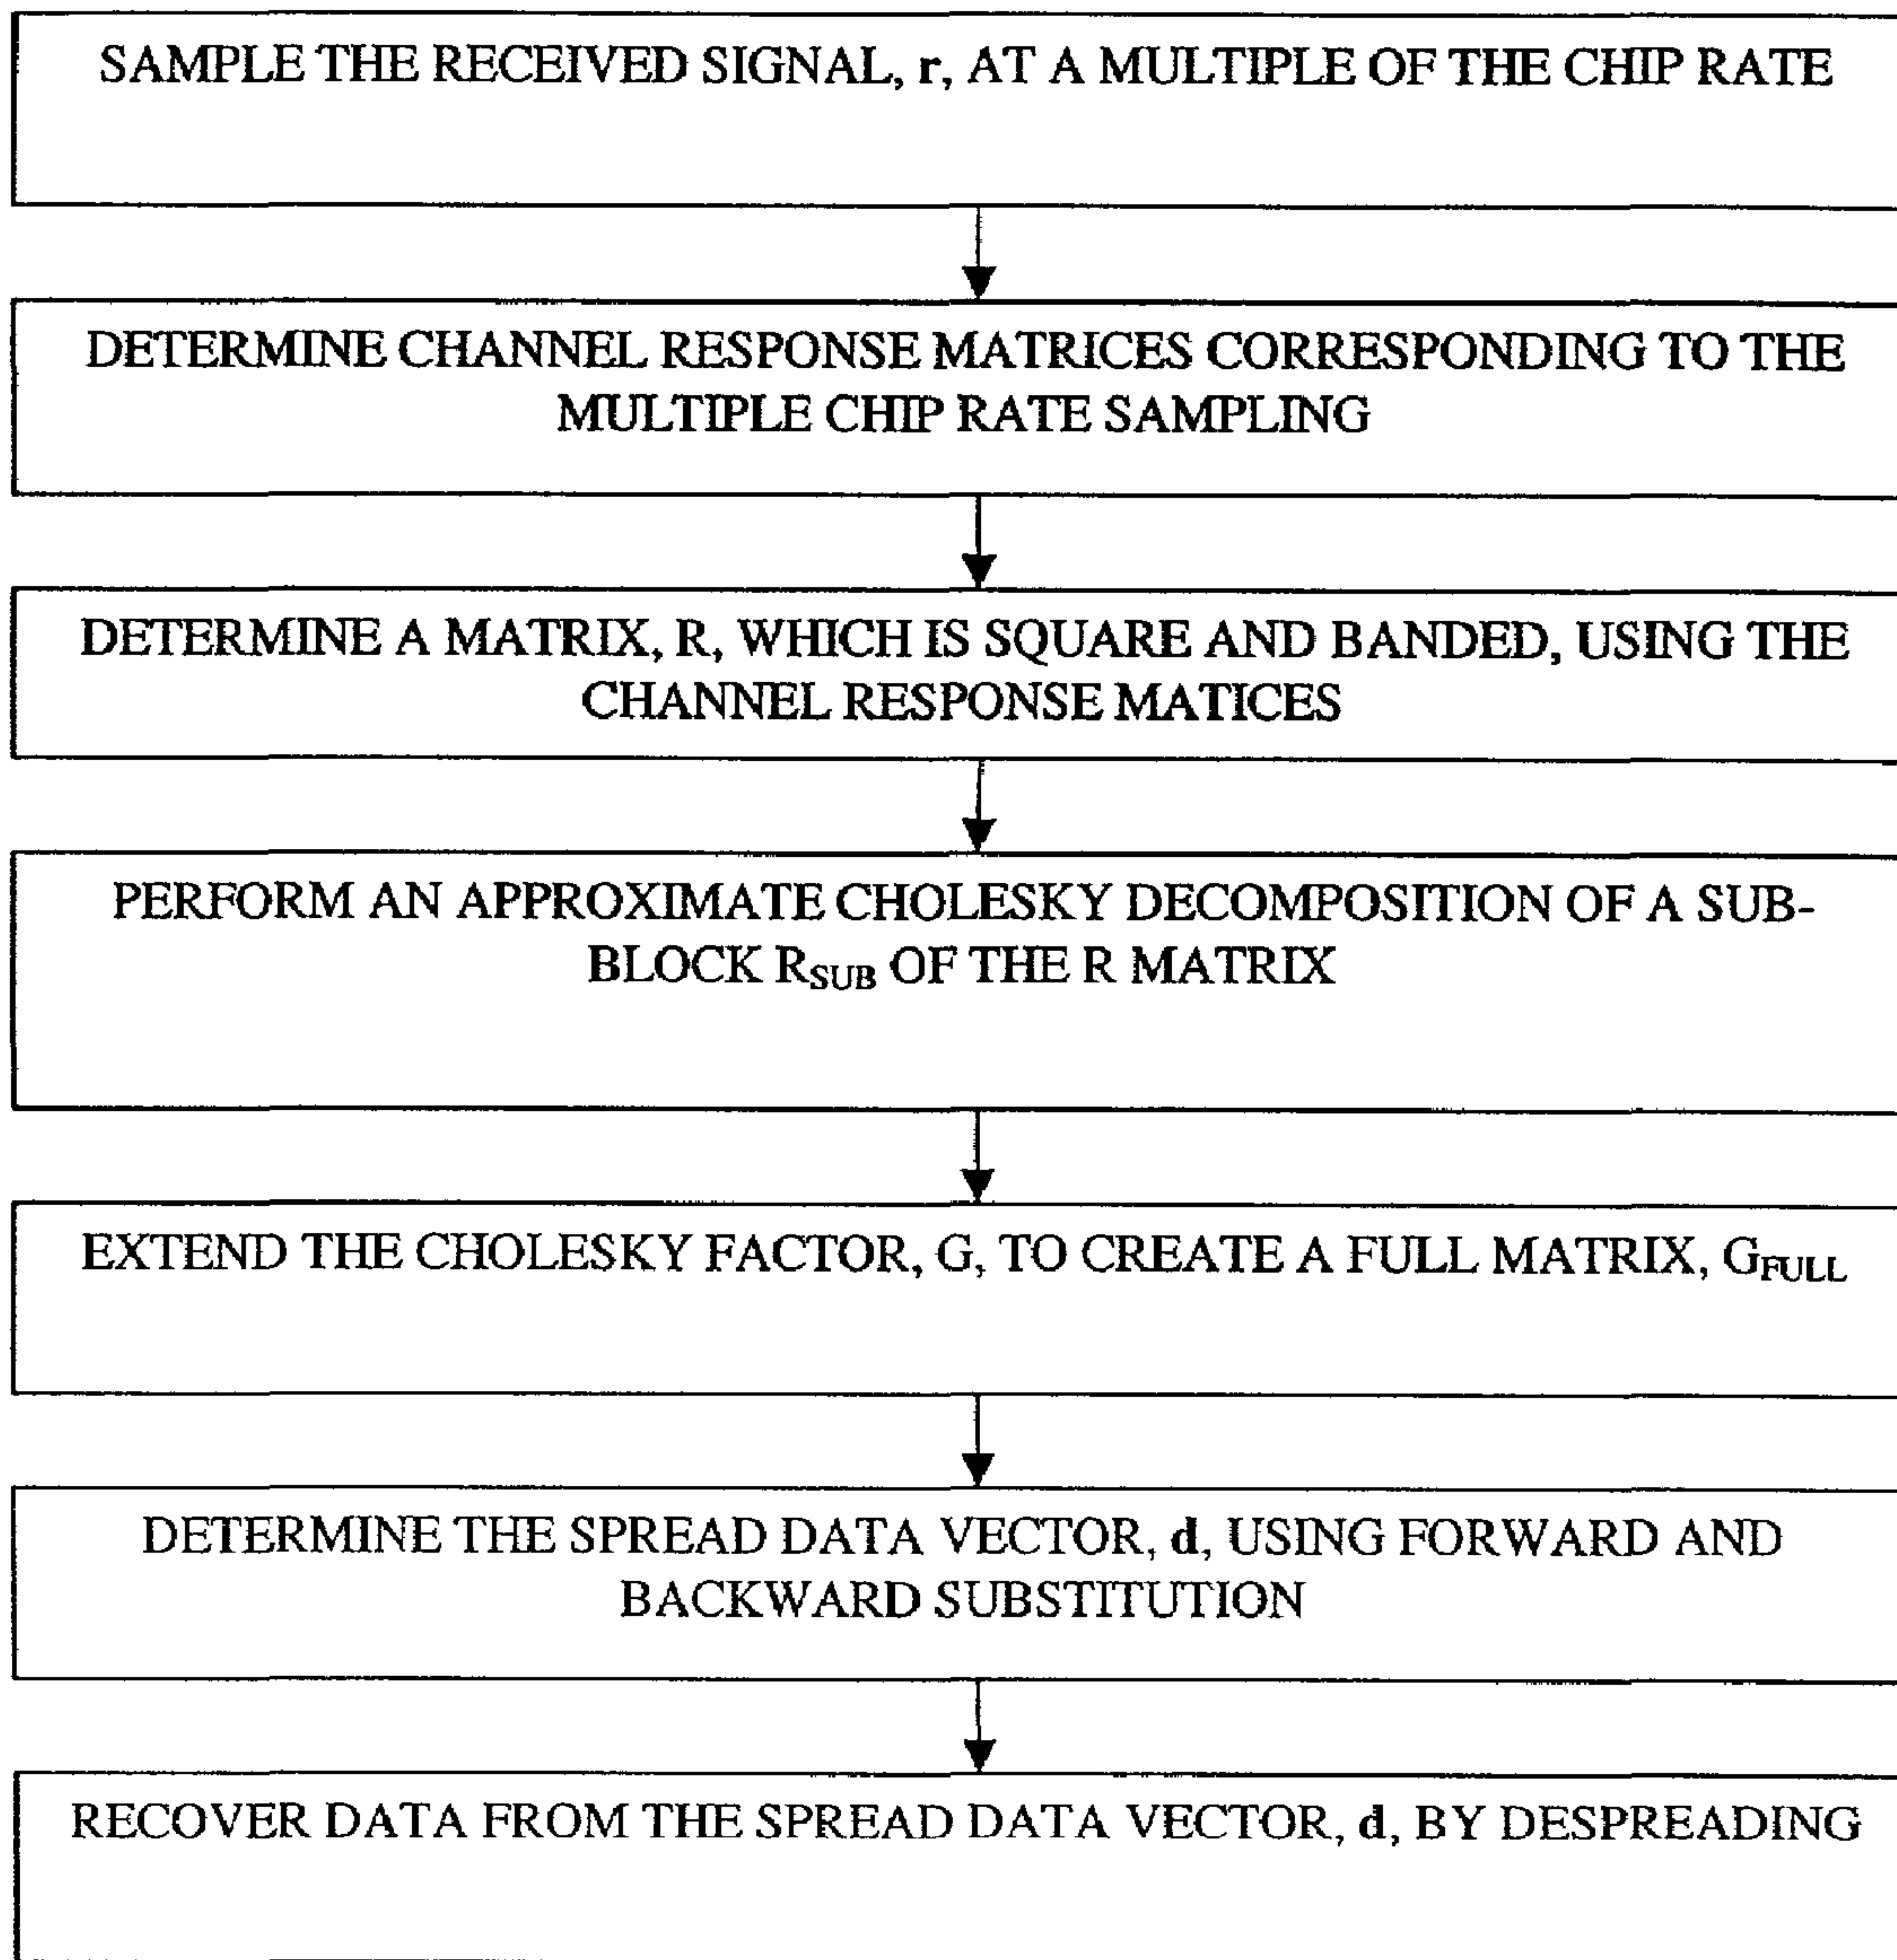 SAMPLE THE RECEIVED SIGNAL, r, AT A MULTIPLE OF THE CHIP RATE
DETERMINE CHANNEL RESPONSE MATRICES CORRESPONDING TO THE
MULTIPLE CHIP RATE SAMPLING
DETERMINE A MATRIX, R, WHICH IS SQUARE AND BANDED, USING THE
CHANNEL RESPONSE MATICES
PERFORM AN APPROXIMATE CHOLESKY DECOMPOSITION OF A SUB-
BLOCK RSUB OF THE R MATRIX
EXTEND THE CHOLESKY FACTOR, G, TO CREATE A FULL MATRIX, GFULL
DETERMINE THE SPREAD DATA VECTOR, d, USING FORWARD AND
BACKWARD SUBSTITUTION
RECOVER DATA FROM THE SPREAD DATA VECTOR, d, BY DESPREADING